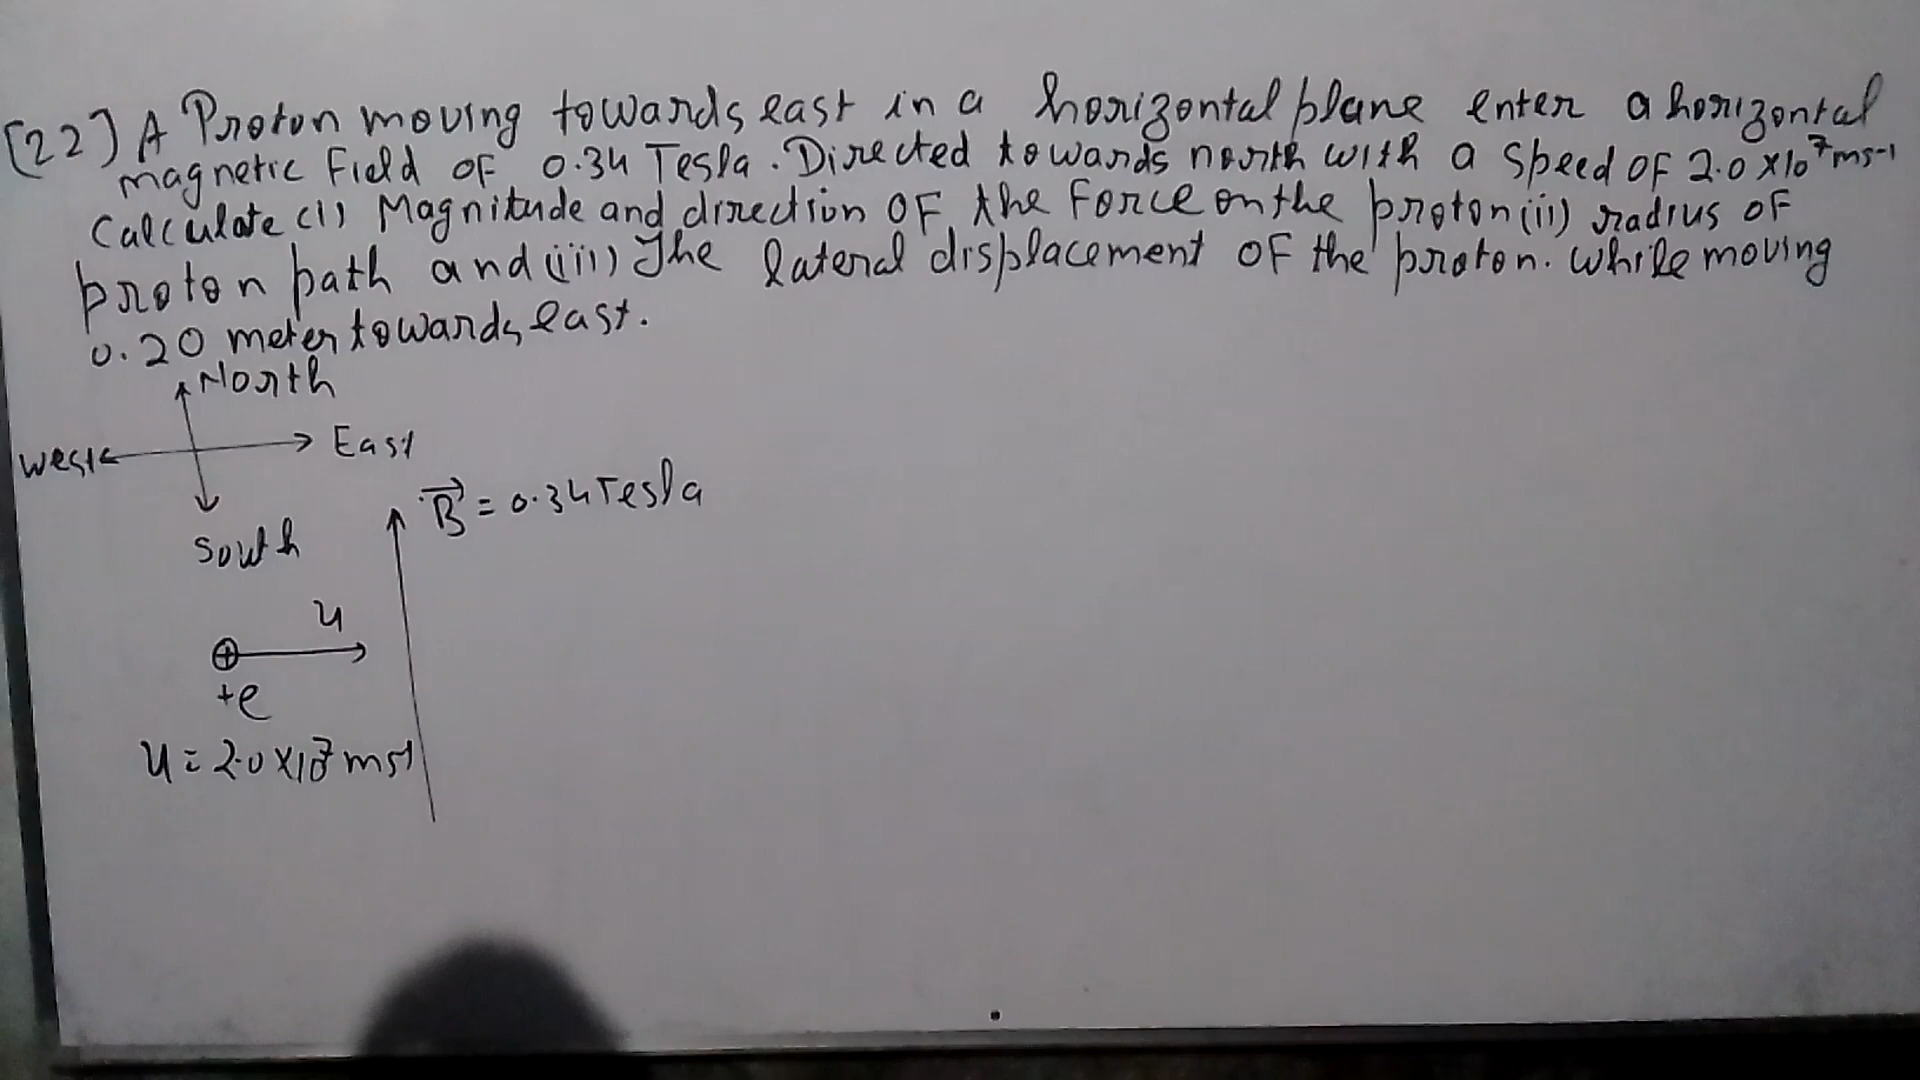 [22] A Proton moving towards east in a horizontal plane enter a horizontal
magnetic Field OF 0.34 Tesla. Directed towards north with a speed OF 2.0 x10⁷ ms⁻¹
Calculate (i) Magnitude and direction OF the Force on the proton (ii) radius OF
proton path and (iii) The lateral displacement OF the proton. while moving
0.20 meter towards east.
North
West East
South
B⃗ = 0.34 Tesla
u
⊕
+e
u = 2.0 x10⁷ ms⁻¹